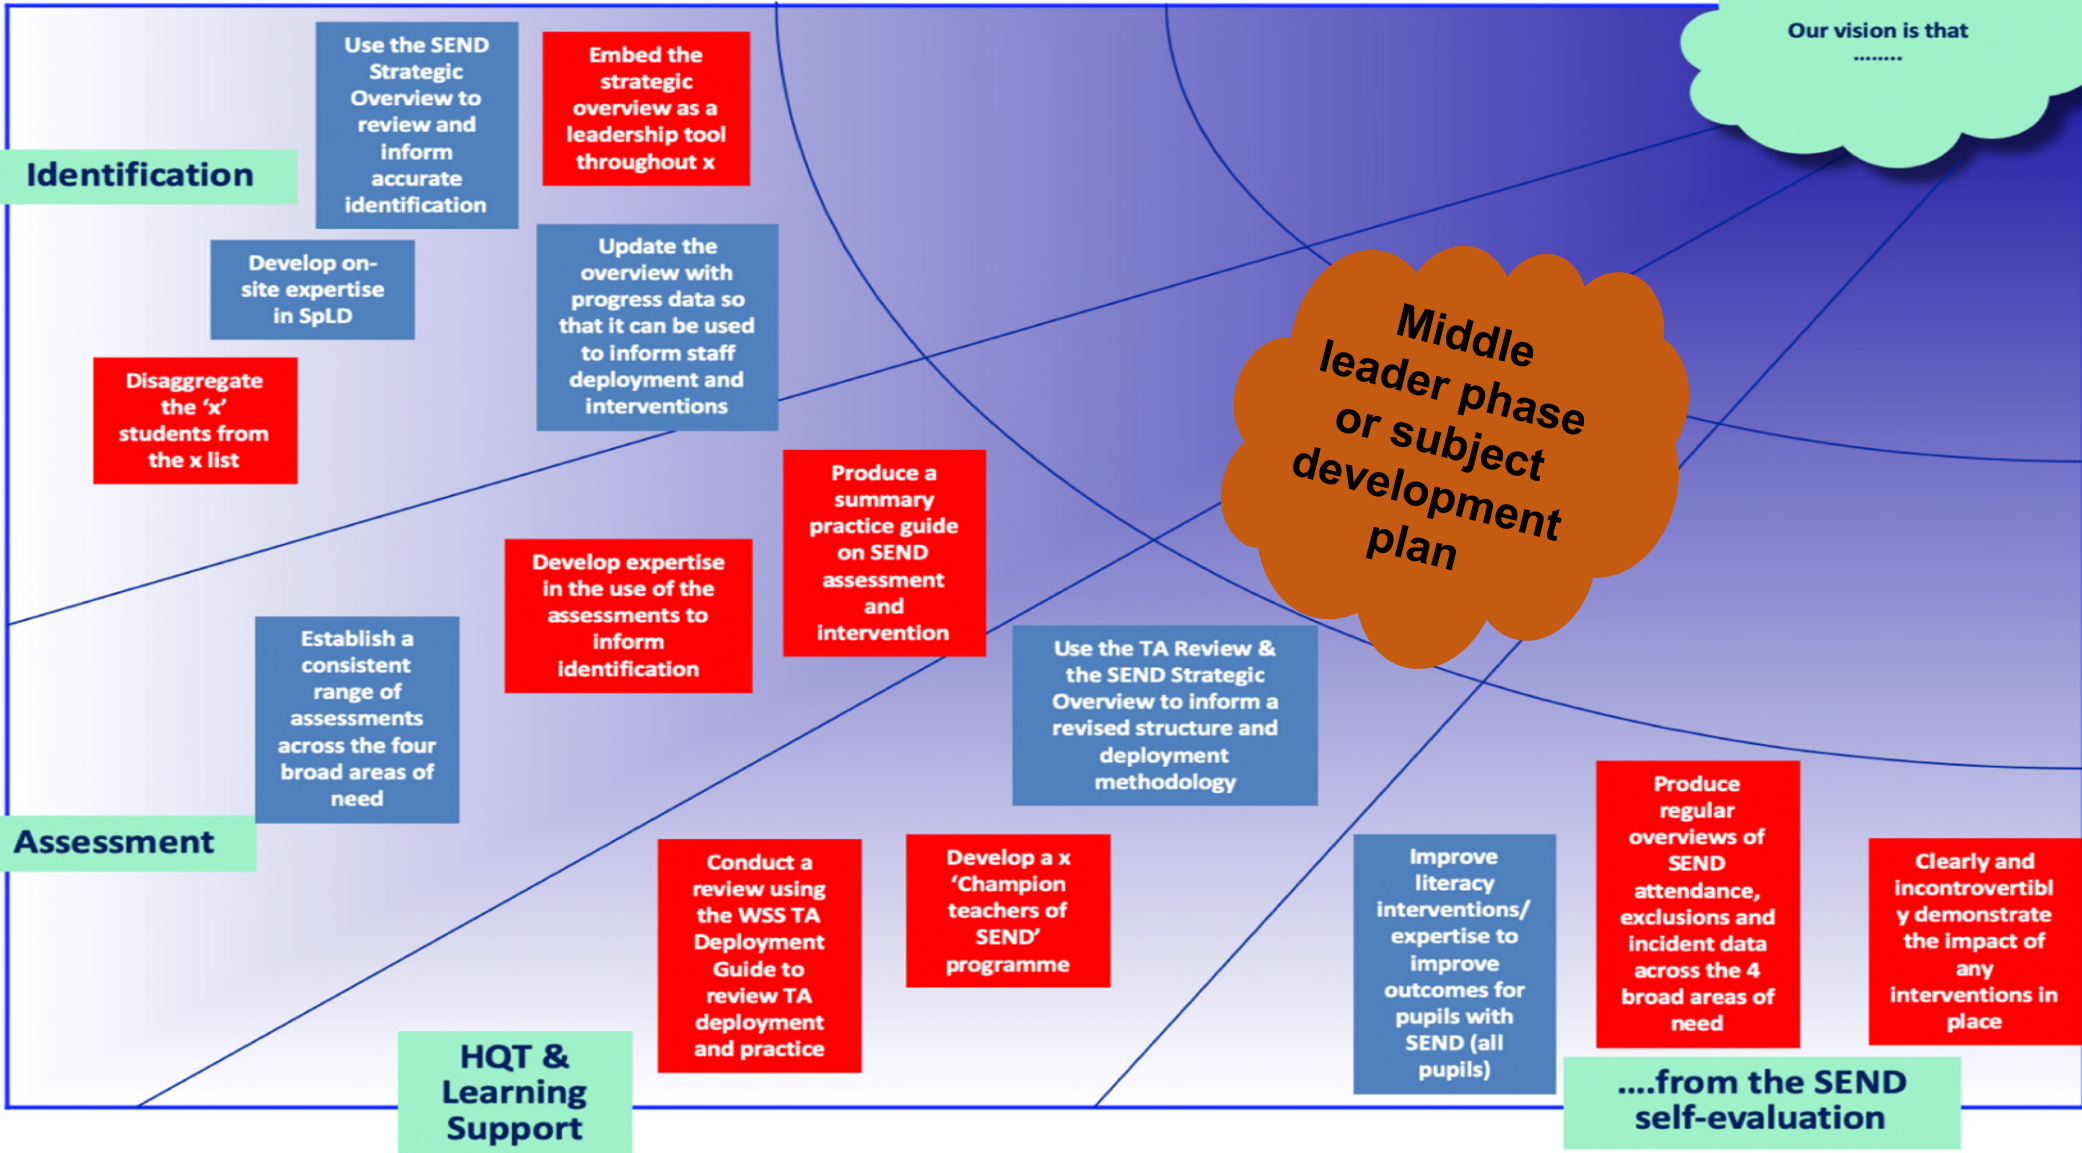 Our vision is that
........
Use the SEND
Strategic
Overview to
review and
inform
accurate
identification
Embed the
strategic
overview as a
leadership tool
throughout x
Identification
Develop on-
site expertise
in SpLD
Update the
overview with
progress data so
that it can be used
to inform staff
deployment and
interventions
Disaggregate
the ‘x’
students from
the x list
Middle
leader phase
or subject
development
plan
Produce a
summary
practice guide
on SEND
assessment
and
intervention
Develop expertise
in the use of the
assessments to
inform
identification
Establish a
consistent
range of
assessments
across the four
broad areas of
need
Assessment
Use the TA Review &
the SEND Strategic
Overview to inform a
revised structure and
deployment
methodology
Conduct a
review using
the WSS TA
Deployment
Guide to
review TA
deployment
and practice
Develop a x
‘Champion
teachers of
SEND’
programme
Improve
literacy
interventions/
expertise to
improve
outcomes for
pupils with
SEND (all
pupils)
Produce
regular
overviews of
SEND
attendance,
exclusions and
incident data
across the 4
broad areas of
need
Clearly and
incontrovertibl
y demonstrate
the impact of
any
interventions in
place
HQT &
Learning
Support
....from the SEND
self-evaluation